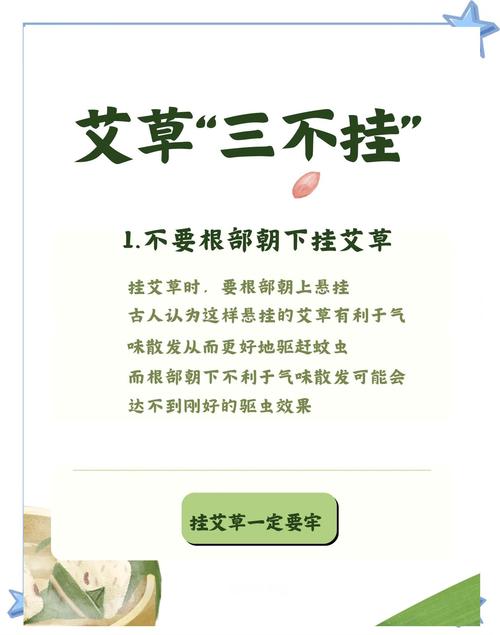 艾草“三不挂”
1.不要根部朝下挂艾草
挂艾草时，要根部朝上悬挂
古人认为这样悬挂的艾草有利于气
味散发从而更好地驱赶蚊虫
而根部朝下不利于气味散发可能会
达不到刚好的驱虫效果
挂艾草一定要牢